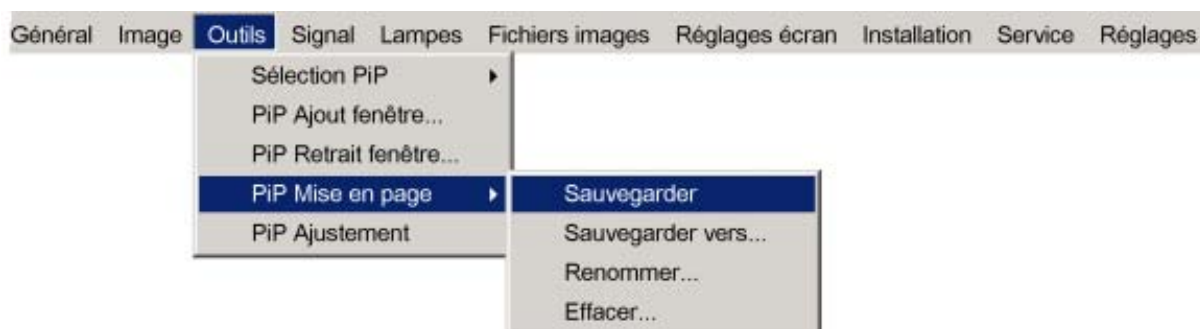 Général Image Outils Signal Lampes Fichiers images Réglages écran Installation Service Réglages
Sélection PiP
PiP Ajout fenêtre...
PiP Retrait fenêtre...
PiP Mise en page
Sauvegarder
PiP Ajustement
Sauvegarder vers...
Renommer...
Effacer...